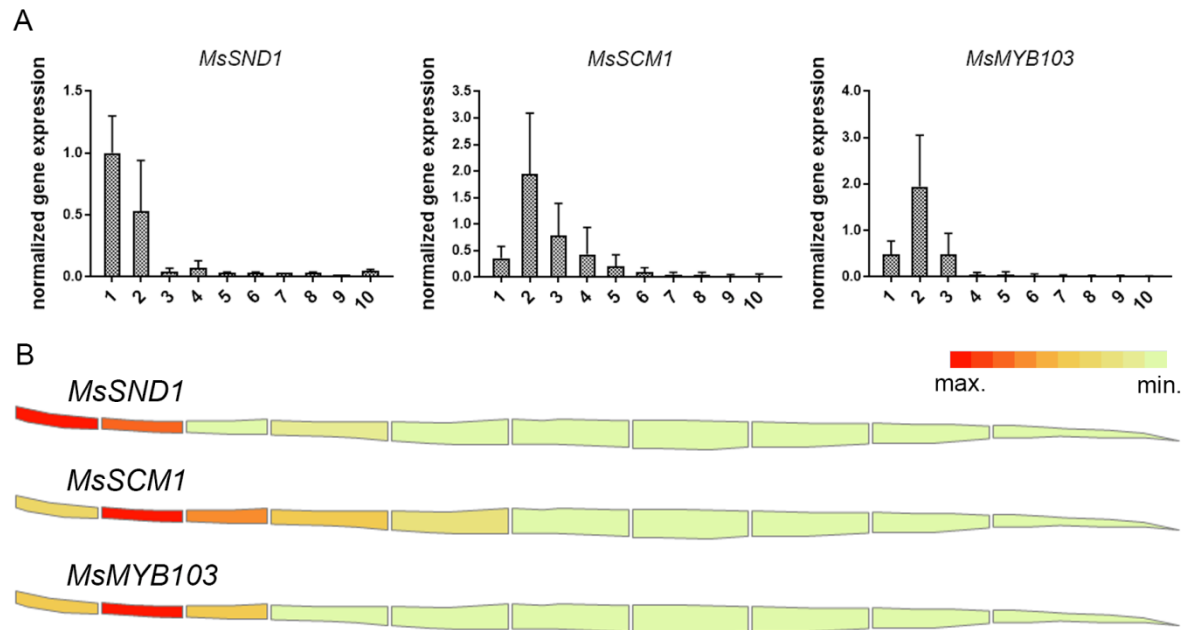 A
MsSND1
normalized gene expression
1.5
1.0
0.5
0.0
1 2 3 4 5 6 7 8 9 10
MsSCM1
normalized gene expression
3.5
3.0
2.5
2.0
1.5
1.0
0.5
0.0
1 2 3 4 5 6 7 8 9 10
MsMYB103
normalized gene expression
4.0
3.0
2.0
1.0
0.0
1 2 3 4 5 6 7 8 9 10
B
max. min.
MsSND1
MsSCM1
MsMYB103